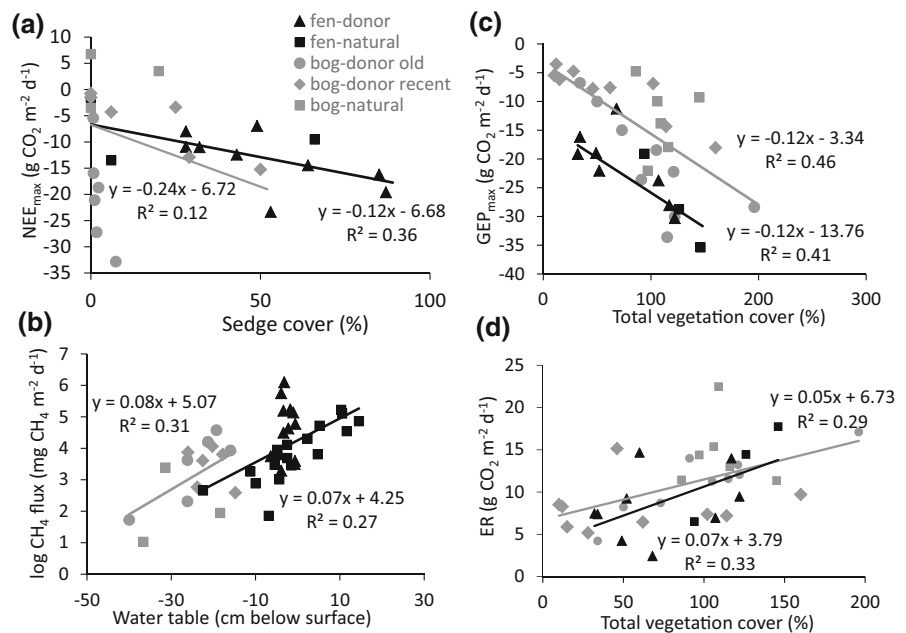 (a)
NEEmax (g CO2 m-2 d-1)
10
5
0
-5
-10
-15
-20
-25
-30
-35
fen-donor
fen-natural
bog-donor old
bog-donor recent
bog-natural
y = -0.24x - 6.72
R² = 0.12
y = -0.12x - 6.68
R² = 0.36
0 50 100
Sedge cover (%)
(c)
GEPmax (g CO2 m-2 d-1)
0
-5
-10
-15
-20
-25
-30
-35
-40
y = -0.12x - 3.34
R² = 0.46
y = -0.12x - 13.76
R² = 0.41
0 100 200 300
Total vegetation cover (%)
(b)
log CH4 flux (mg CH4 m-2 d-1)
7
6
5
4
3
2
1
0
y = 0.08x + 5.07
R² = 0.31
y = 0.07x + 4.25
R² = 0.27
-50 -40 -30 -20 -10 0 10 20 30
Water table (cm below surface)
(d)
ER (g CO2 m-2 d-1)
25
20
15
10
5
0
y = 0.05x + 6.73
R² = 0.29
y = 0.07x + 3.79
R² = 0.33
0 50 100 150 200
Total vegetation cover (%)